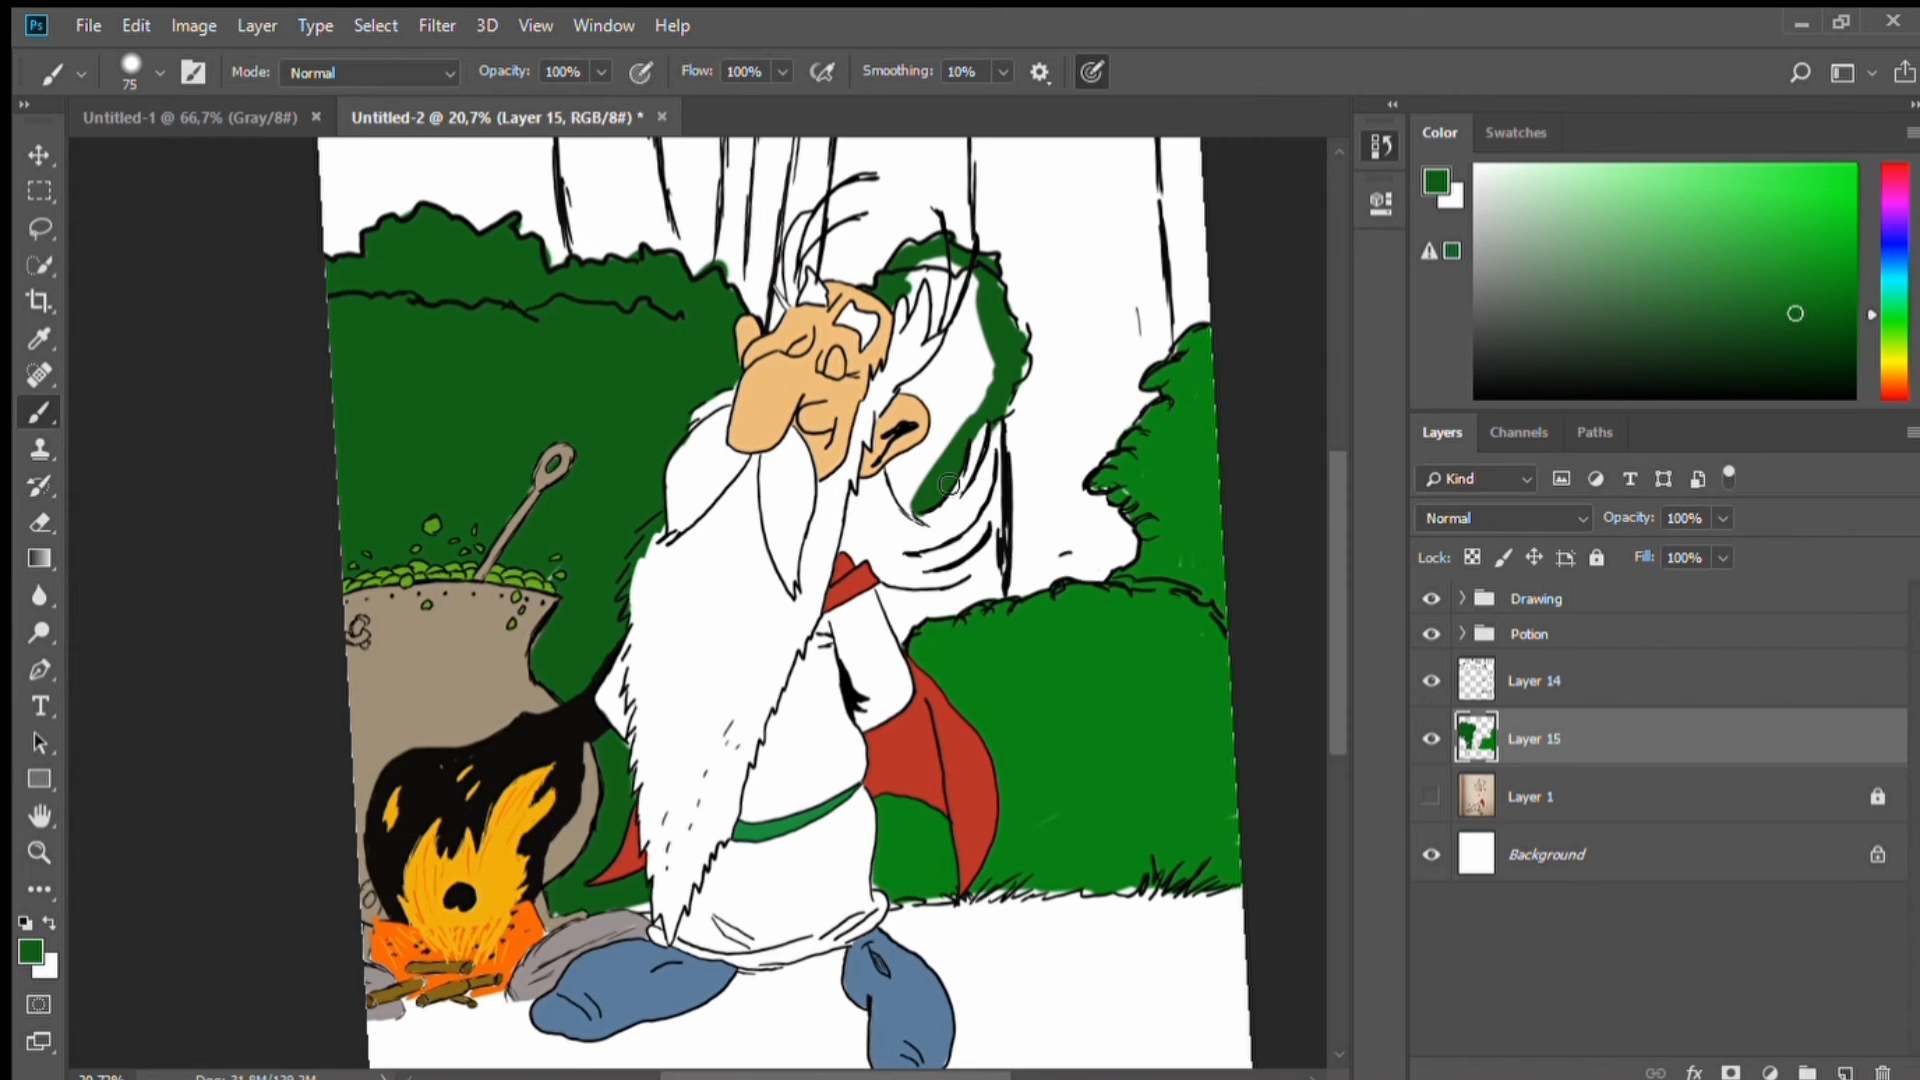 Ps File Edit Image Layer Type Select Filter 3D View Window Help
75 Mode: Normal Opacity: 100% Flow: 100% Smoothing: 10%
Untitled-1 @ 66,7% (Gray/8#) × Untitled-2 @ 20,7% (Layer 15, RGB/8#) * ×
Color Swatches
Layers Channels Paths
Kind
Normal Opacity: 100%
Lock: Fill: 100%
Drawing
Potion
Layer 14
Layer 15
Layer 1
Background
fx